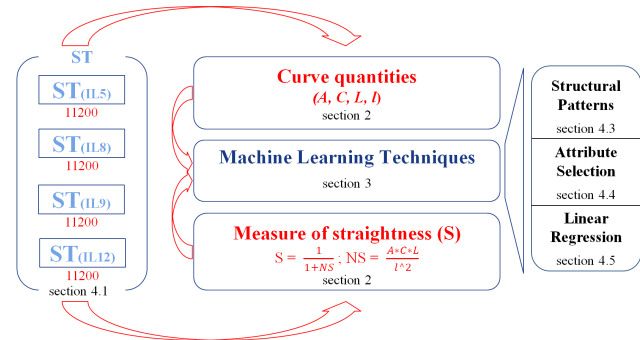 ST
ST(IL5)
11200
ST(IL8)
11200
ST(IL9)
11200
ST(IL12)
11200
section 4.1
Curve quantities
(A, C, L, l)
section 2
Machine Learning Techniques
section 3
Measure of straightness (S)
S = 1/(1+NS) ; NS = A*C*L/l^2
section 2
Structural
Patterns
section 4.3
Attribute
Selection
section 4.4
Linear
Regression
section 4.5